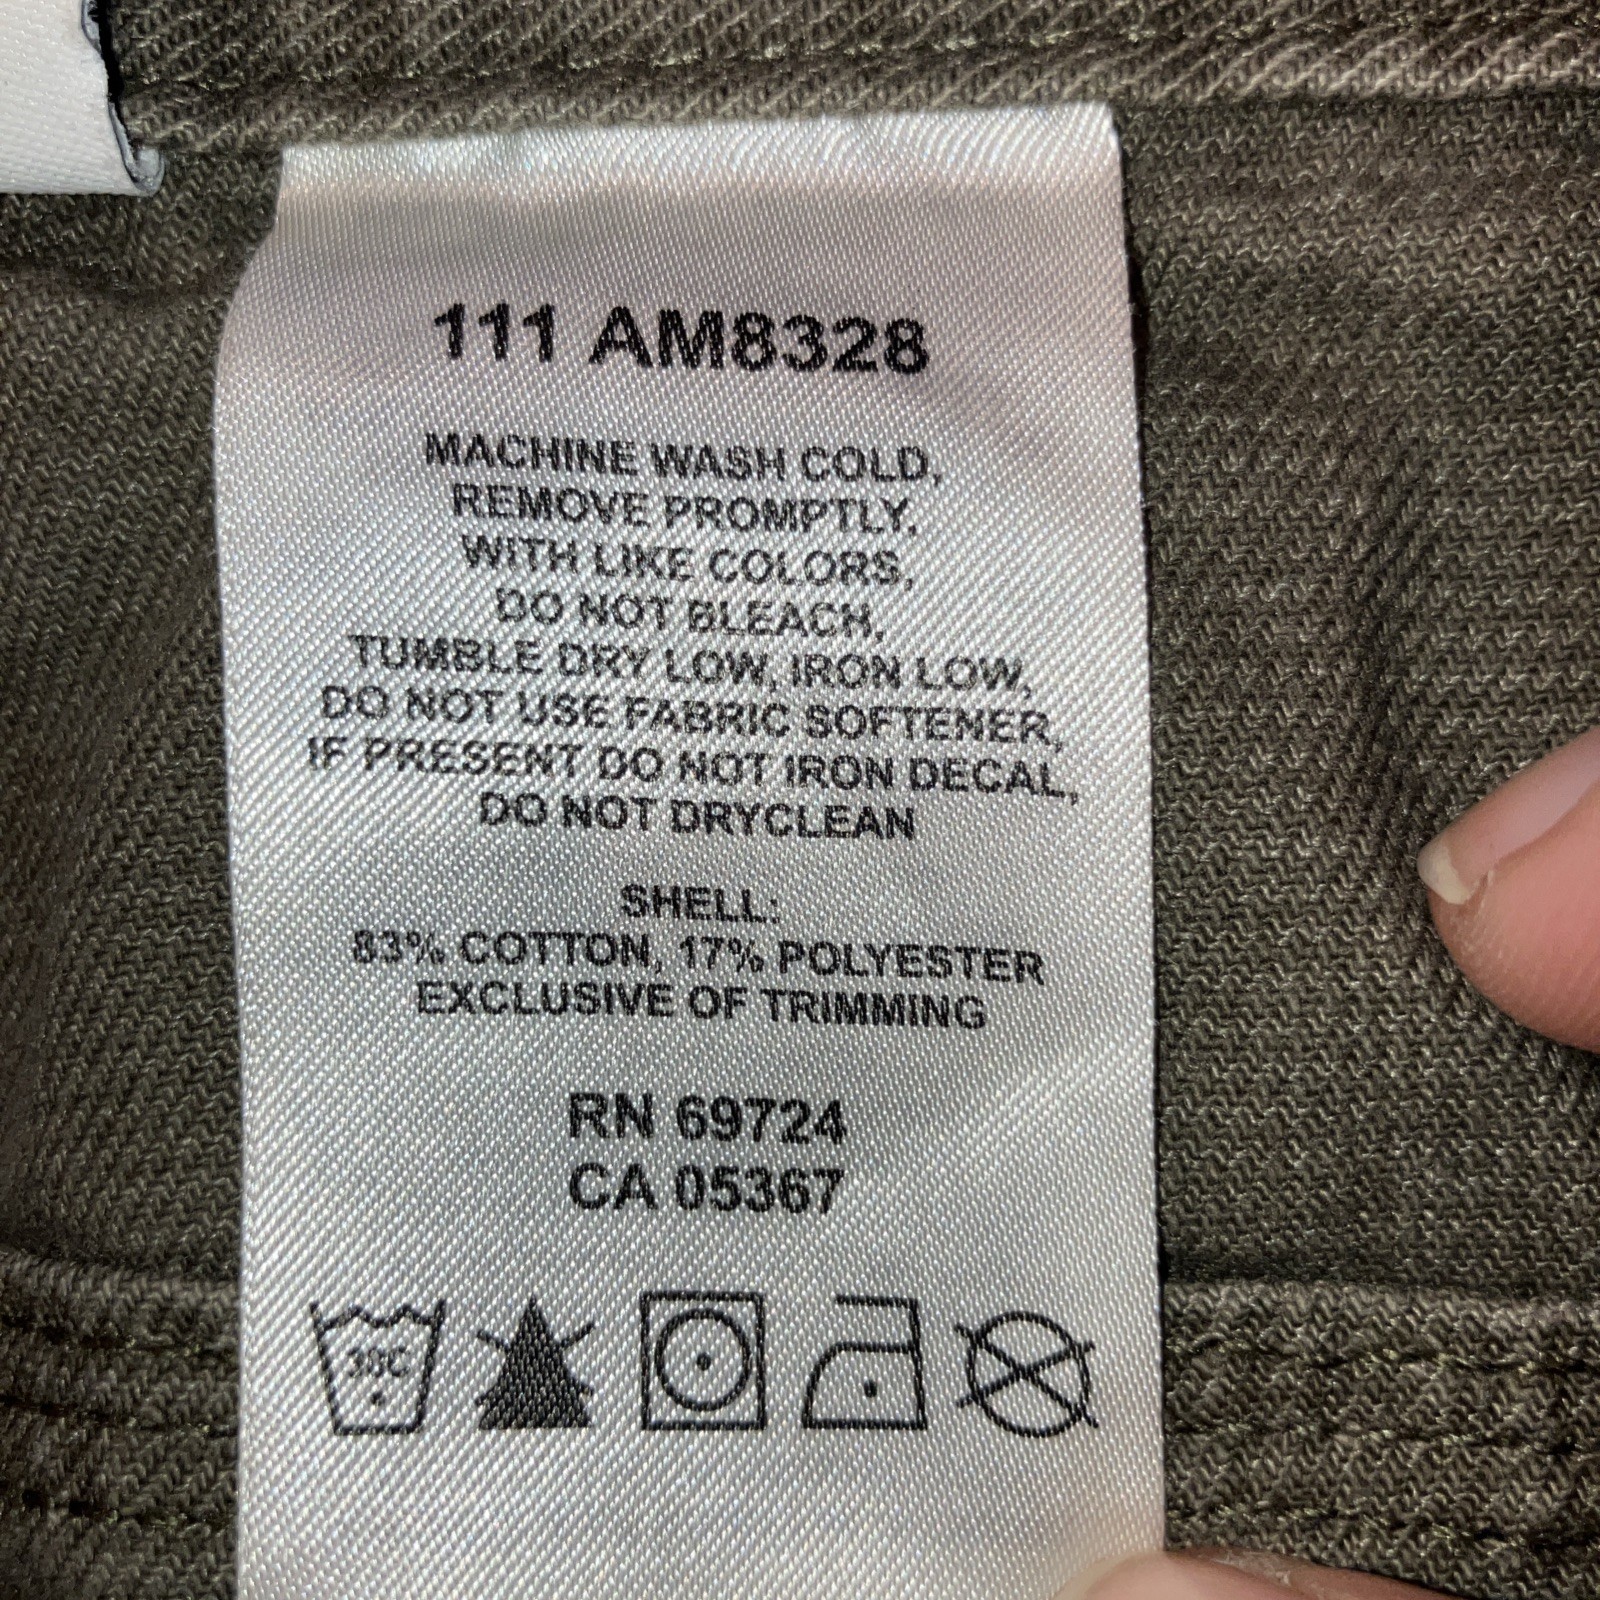 111 AM8328
MACHINE WASH COLD,
REMOVE PROMPTLY,
WITH LIKE COLORS,
DO NOT BLEACH,
TUMBLE DRY LOW, IRON LOW,
DO NOT USE FABRIC SOFTENER,
IF PRESENT DO NOT IRON DECAL,
DO NOT DRYCLEAN
SHELL:
83% COTTON, 17% POLYESTER
EXCLUSIVE OF TRIMMING
RN 69724
CA 05367
30C